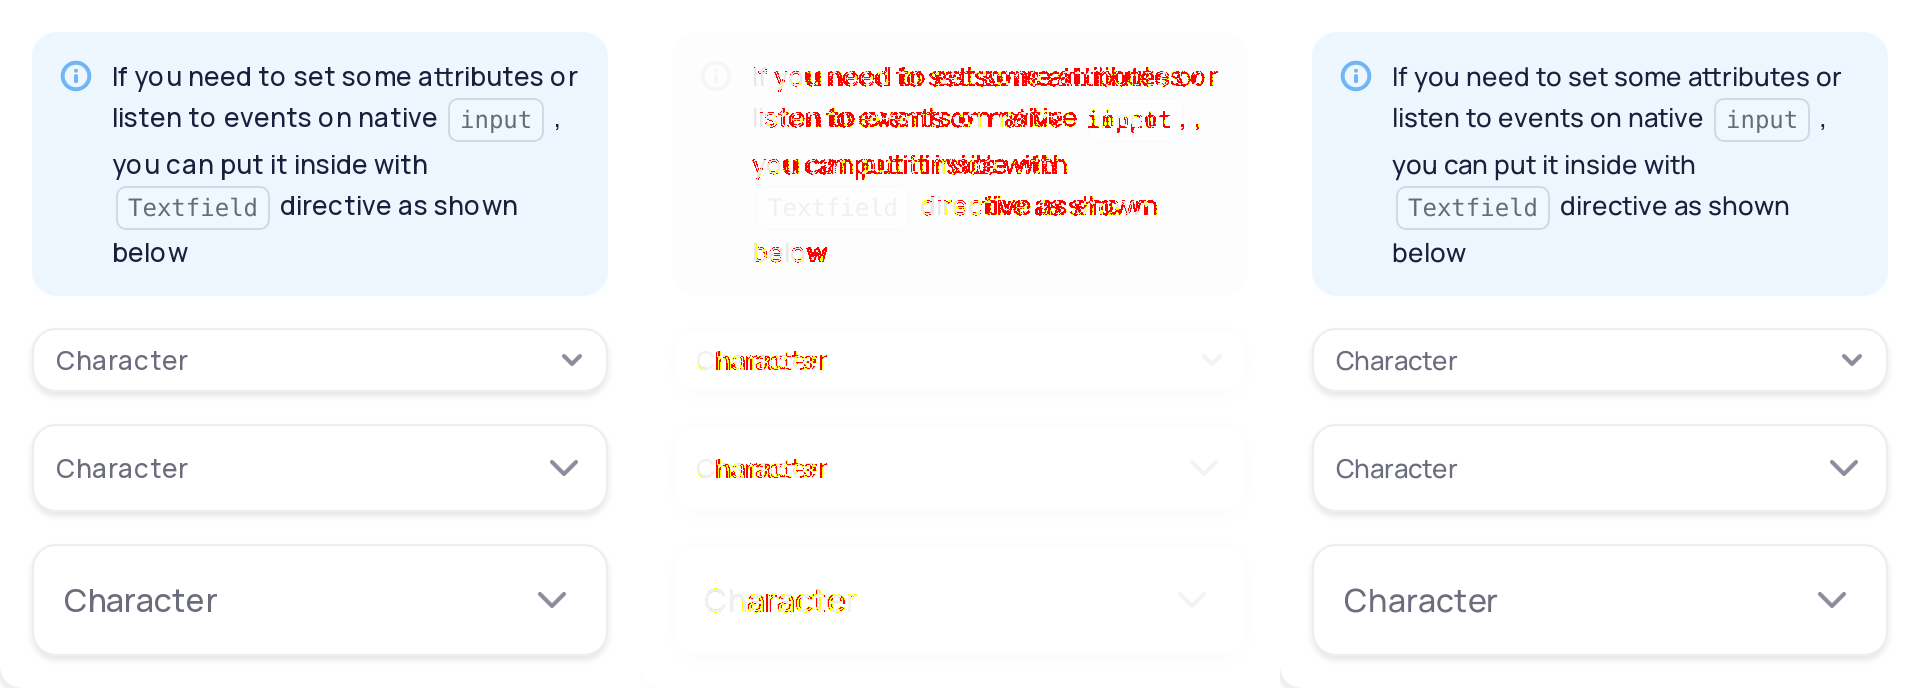 If you need to set some attributes or
listen to events on native input ,
you can put it inside with
Textfield directive as shown
below
Character
Character
Character
If you need to set some attributes or
listen to events on native input ,
you can put it inside with
Textfield directive as shown
below
Character
Character
Character
If you need to set some attributes or
listen to events on native input ,
you can put it inside with
Textfield directive as shown
below
Character
Character
Character